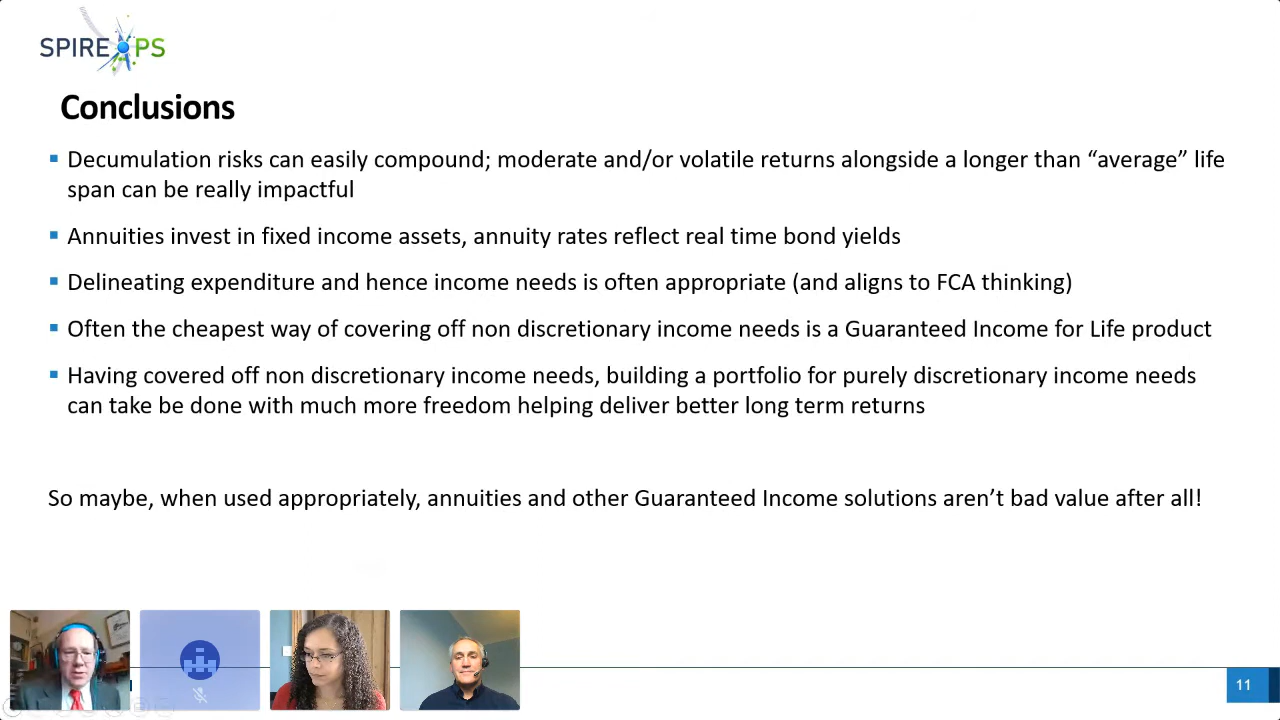 SPIRE PS
Conclusions
Decumulation risks can easily compound; moderate and/or volatile returns alongside a longer than “average” life
span can be really impactful
Annuities invest in fixed income assets, annuity rates reflect real time bond yields
Delineating expenditure and hence income needs is often appropriate (and aligns to FCA thinking)
Often the cheapest way of covering off non discretionary income needs is a Guaranteed Income for Life product
Having covered off non discretionary income needs, building a portfolio for purely discretionary income needs
can take be done with much more freedom helping deliver better long term returns
So maybe, when used appropriately, annuities and other Guaranteed Income solutions aren’t bad value after all!
11